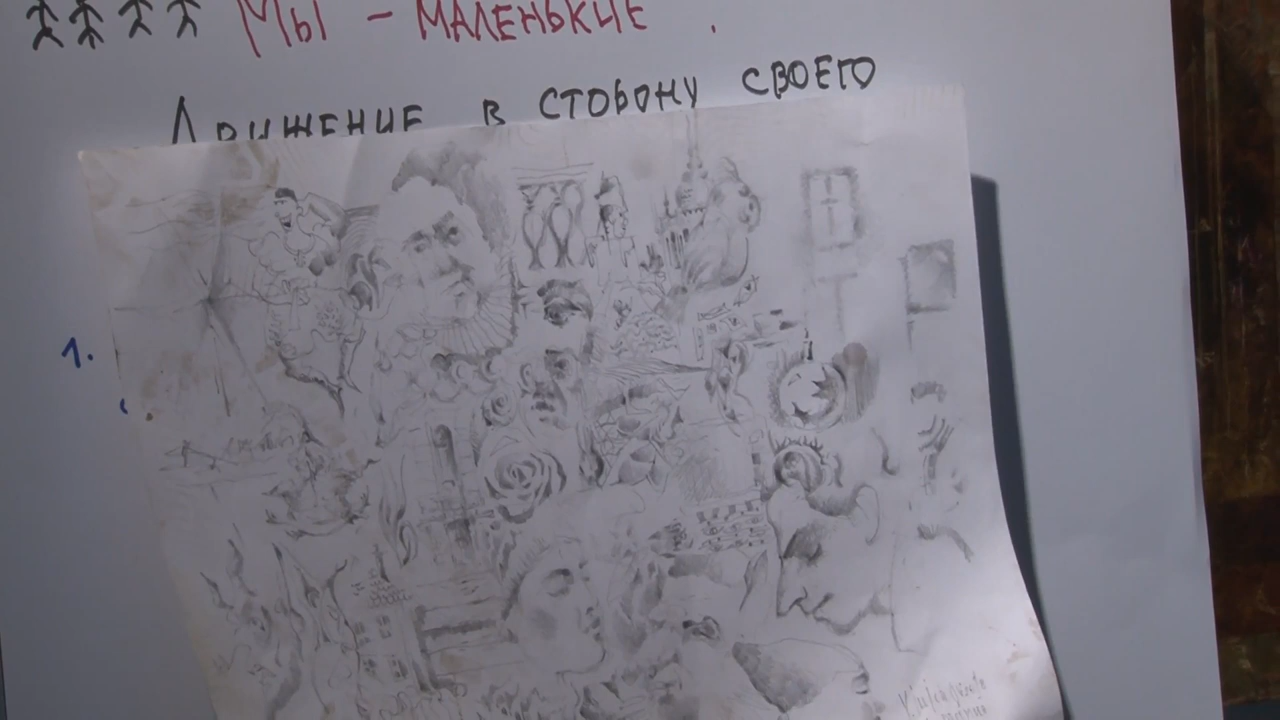 МЫ - МАЛЕНЬКИЕ .
ДВИЖЕНИЕ В СТОРОНУ СВОЕГО
1.